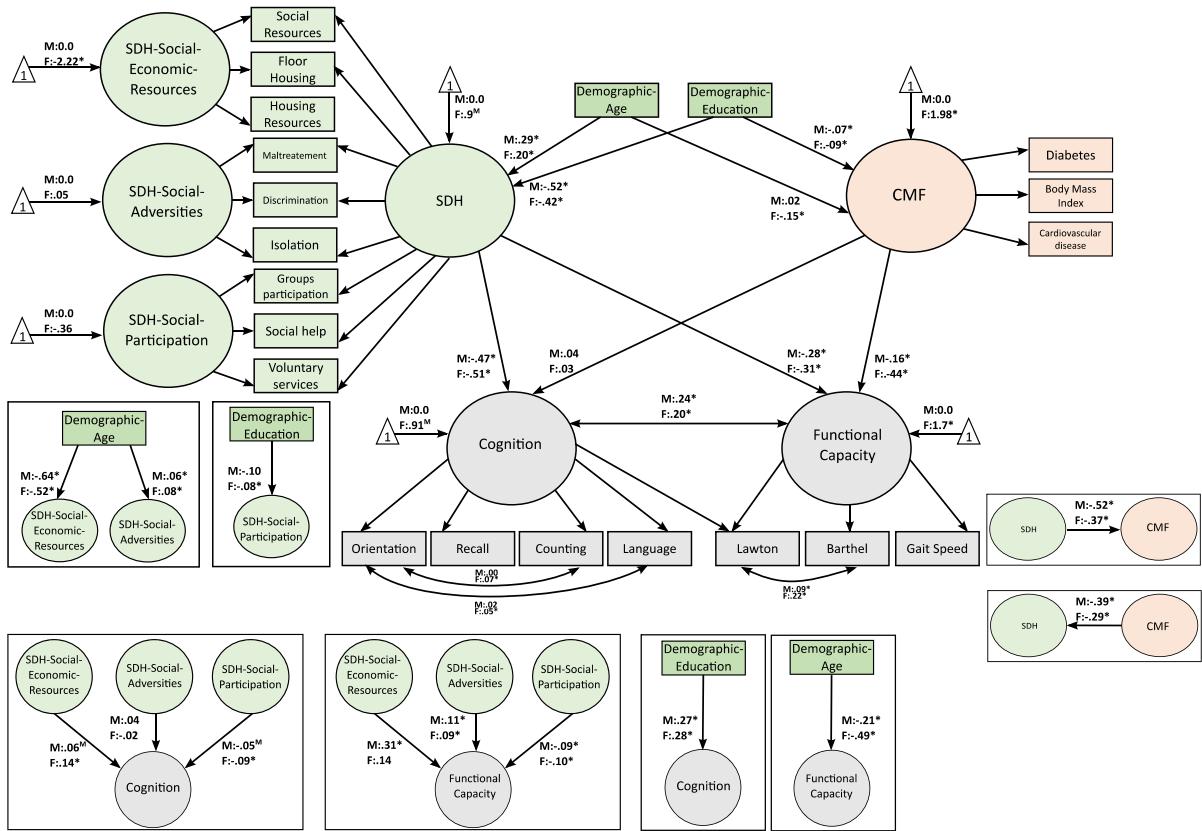 M:0.0
F:-2.22*
1
SDH-Social-
Economic-
Resources
Social
Resources
Floor
Housing
Housing
Resources
M:0.0
F:.05
1
SDH-Social-
Adversities
Maltreatement
Discrimination
Isolation
M:0.0
F:-.36
1
SDH-Social-
Participation
Groups
participation
Social help
Voluntary
services
1
M:0.0
F:.9ᴹ
SDH
Demographic-
Age
Demographic-
Education
M:.29*
F:.20*
M:-.52*
F:-.42*
M:-.07*
F:-09*
M:.02
F:-.15*
1
M:0.0
F:1.98*
CMF
Diabetes
Body Mass
Index
Cardiovascular
disease
M:-.47*
F:-.51*
M:.04
F:.03
M:-.28*
F:-.31*
M-.16*
F:-44*
M:0.0
F:.91ᴹ
1
Cognition
M:.24*
F:.20*
Functional
Capacity
M:0.0
F:1.7*
1
Orientation
Recall
Counting
Language
Lawton
Barthel
Gait Speed
M:.00
F:.07*
M:.02
F:.05*
M:.09*
F:.22*
Demographic-
Age
M:-.64*
F:-.52*
M:.06*
F:.08*
SDH-Social-
Economic-
Resources
SDH-Social-
Adversities
Demographic-
Education
M:-.10
F:-.08*
SDH-Social-
Participation
SDH
M:-.52*
F:-.37*
CMF
SDH
M:-.39*
F:-.29*
CMF
SDH-Social-
Economic-
Resources
SDH-Social-
Adversities
SDH-Social-
Participation
M:.06ᴹ
F:.14*
M:.04
F:-.02
M:-.05ᴹ
F:-.09*
Cognition
SDH-Social-
Economic-
Resources
SDH-Social-
Adversities
SDH-Social-
Participation
M:.31*
F:.14
M:.11*
F:.09*
M:-.09*
F:-.10*
Functional
Capacity
Demographic-
Education
M:.27*
F:.28*
Cognition
Demographic-
Age
M:-.21*
F:-.49*
Functional
Capacity